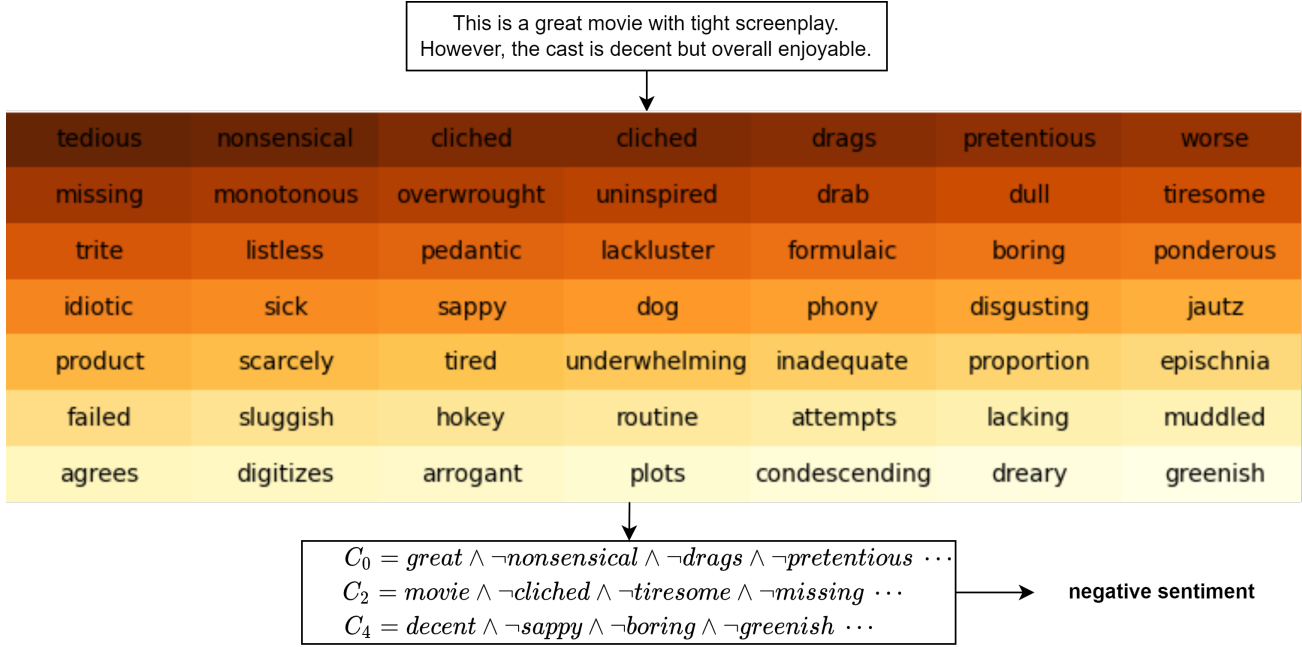 This is a great movie with tight screenplay.
However, the cast is decent but overall enjoyable.
tedious nonsensical cliched cliched drags pretentious worse
missing monotonous overwrought uninspired drab dull tiresome
trite listless pedantic lackluster formulaic boring ponderous
idiotic sick sappy dog phony disgusting jautz
product scarcely tired underwhelming inadequate proportion epischnia
failed sluggish hokey routine attempts lacking muddled
agrees digitizes arrogant plots condescending dreary greenish
C₀ = great ∧ ¬nonsensical ∧ ¬drags ∧ ¬pretentious ⋯
C₂ = movie ∧ ¬cliched ∧ ¬tiresome ∧ ¬missing ⋯
C₄ = decent ∧ ¬sappy ∧ ¬boring ∧ ¬greenish ⋯
negative sentiment